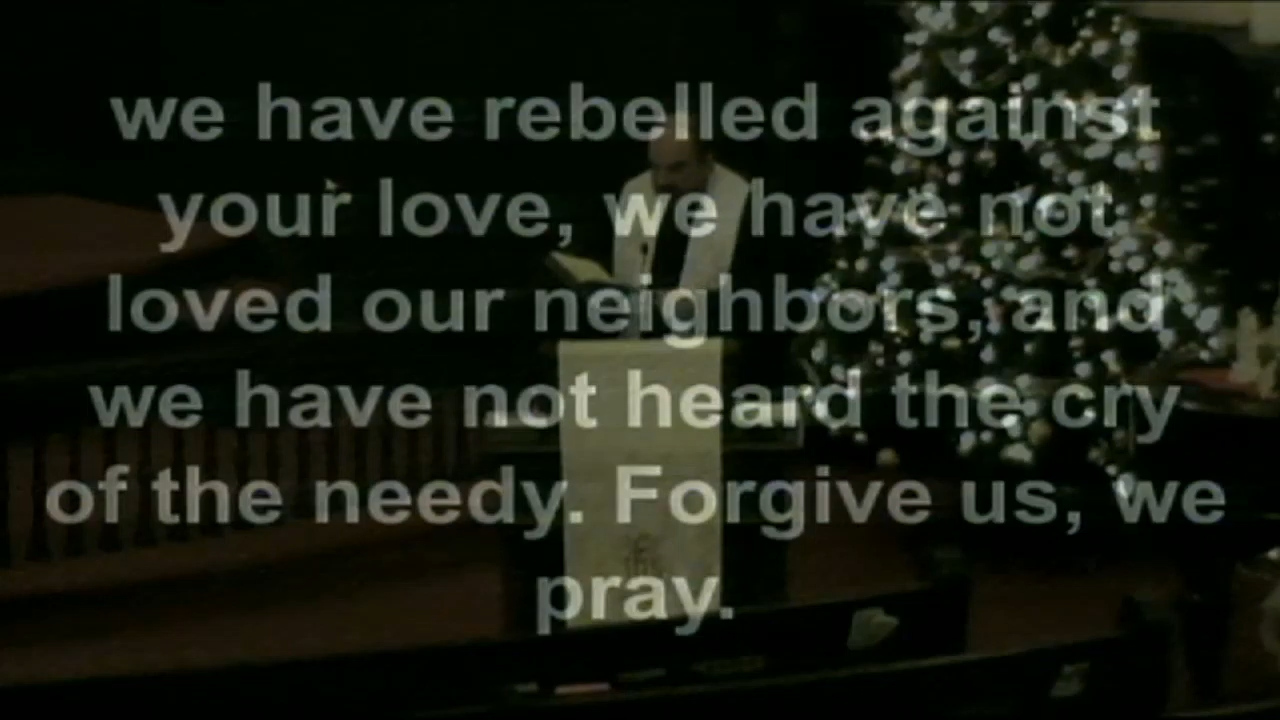 we have rebelled against
your love, we have not
loved our neighbors, and
we have not heard the cry
of the needy. Forgive us, we
pray.